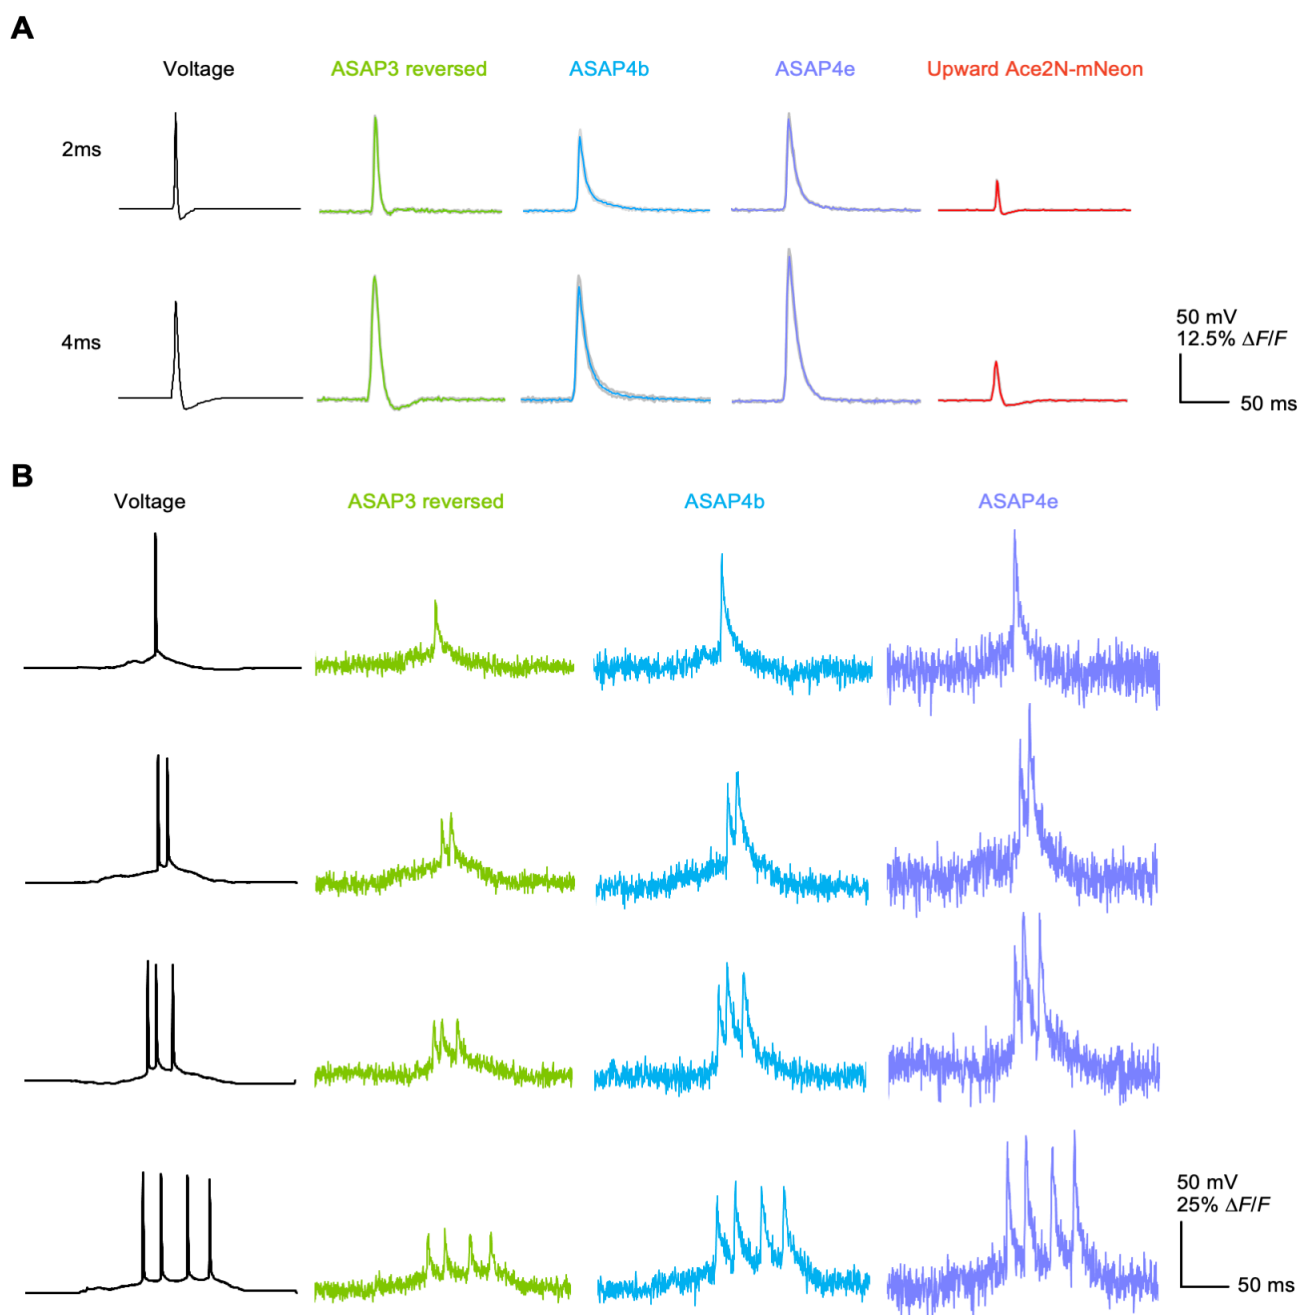 A
Voltage
ASAP3 reversed
ASAP4b
ASAP4e
Upward Ace2N-mNeon
2ms
4ms
50 mV
12.5% ΔF/F
50 ms
B
Voltage
ASAP3 reversed
ASAP4b
ASAP4e
50 mV
25% ΔF/F
50 ms